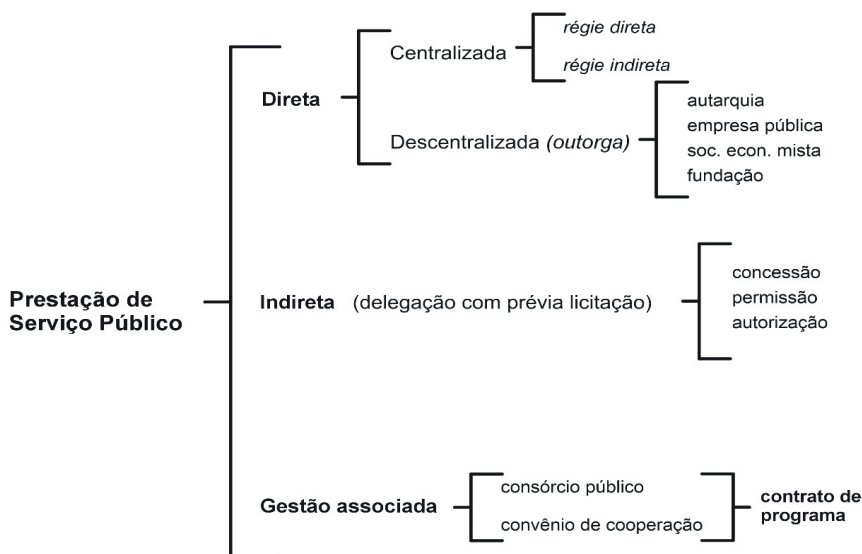 Prestação de
Serviço Público
Direta
Centralizada
régie direta
régie indireta
Descentralizada (outorga)
autarquia
empresa pública
soc. econ. mista
fundação
Indireta (delegação com prévia licitação)
concessão
permissão
autorização
Gestão associada
consórcio público
convênio de cooperação
contrato de
programa